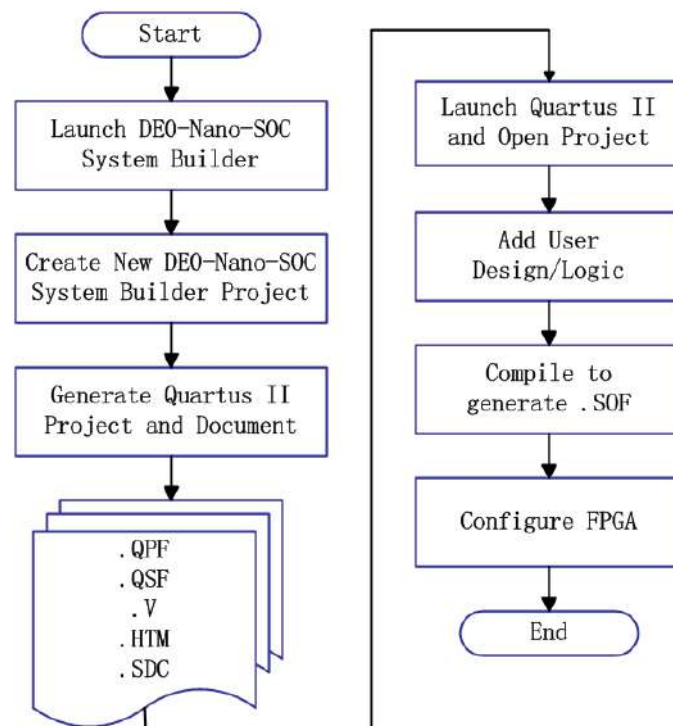 Start
Launch DE0-Nano-SOC
System Builder
Create New DE0-Nano-SOC
System Builder Project
Generate Quartus II
Project and Document
.QPF
.QSF
.V
.HTM
.SDC
Launch Quartus II
and Open Project
Add User
Design/Logic
Compile to
generate .SOF
Configure FPGA
End